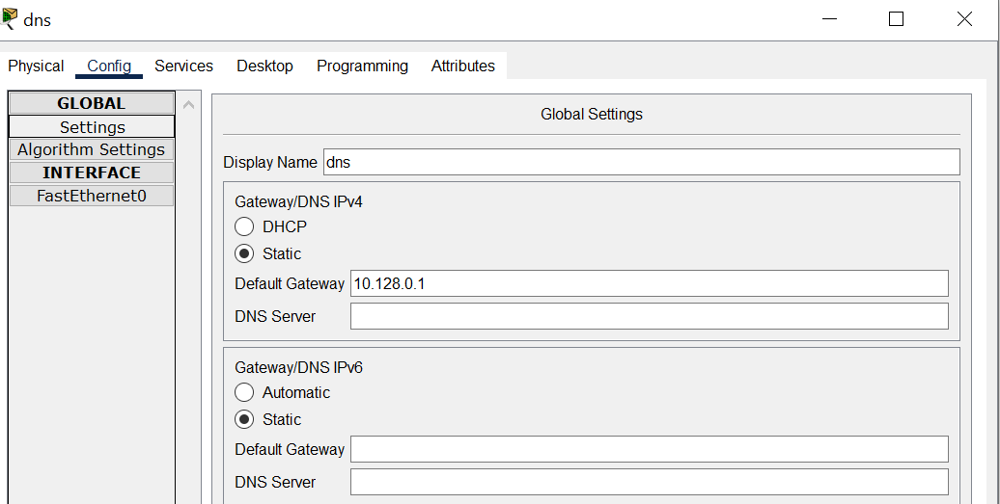 dns
Physical Config Services Desktop Programming Attributes
GLOBAL
Settings
Algorithm Settings
INTERFACE
FastEthernet0
Global Settings
Display Name dns
Gateway/DNS IPv4
DHCP
Static
Default Gateway 10.128.0.1
DNS Server
Gateway/DNS IPv6
Automatic
Static
Default Gateway
DNS Server